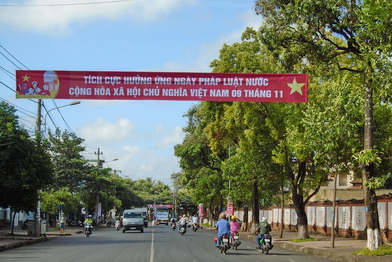 TÍCH CỰC HƯỞNG ỨNG NGÀY PHÁP LUẬT NƯỚC
CỘNG HÒA XÃ HỘI CHỦ NGHĨA VIỆT NAM 09 THÁNG 11